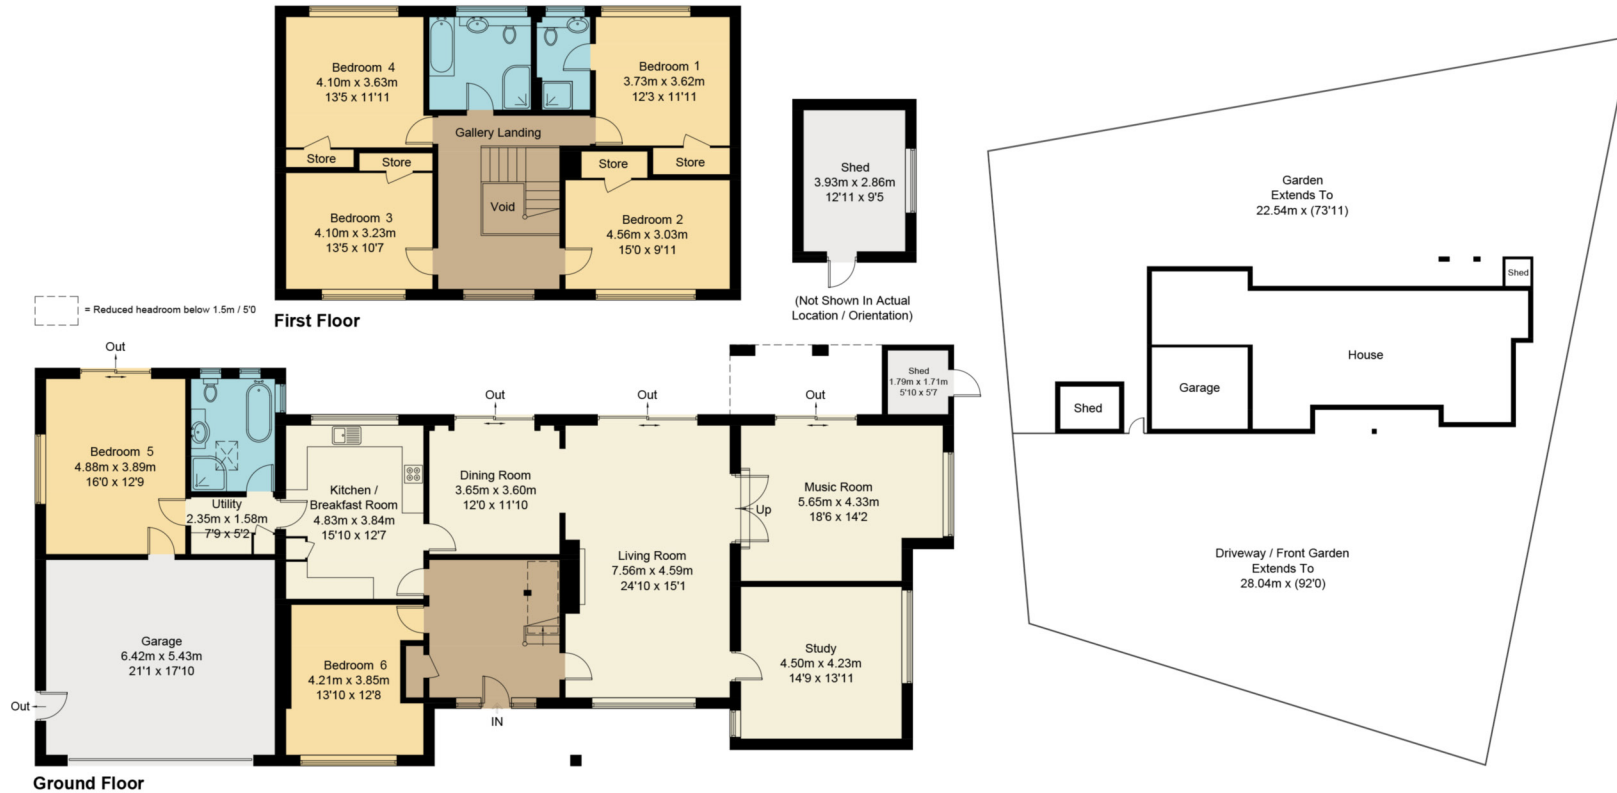 Bedroom 4
4.10m x 3.63m
13'5 x 11'11
Bedroom 1
3.73m x 3.62m
12'3 x 11'11
Gallery Landing
Store
Store
Store
Store
Void
Bedroom 3
4.10m x 3.23m
13'5 x 10'7
Bedroom 2
4.56m x 3.03m
15'0 x 9'11
First Floor
= Reduced headroom below 1.5m / 5'0
Shed
3.93m x 2.86m
12'11 x 9'5
(Not Shown In Actual
Location / Orientation)
Garden
Extends To
22.54m x (73'11)
Shed
House
Garage
Shed
Driveway / Front Garden
Extends To
28.04m x (92'0)
Out
Out
Out
Out
Shed
1.79m x 1.71m
5'10 x 5'7
Bedroom 5
4.88m x 3.89m
16'0 x 12'9
Utility
2.35m x 1.58m
7'9 x 5'2
Kitchen /
Breakfast Room
4.83m x 3.84m
15'10 x 12'7
Dining Room
3.65m x 3.60m
12'0 x 11'10
Living Room
7.56m x 4.59m
24'10 x 15'1
Up
Music Room
5.65m x 4.33m
18'6 x 14'2
Study
4.50m x 4.23m
14'9 x 13'11
Garage
6.42m x 5.43m
21'1 x 17'10
Out
Bedroom 6
4.21m x 3.85m
13'10 x 12'8
IN
Ground Floor